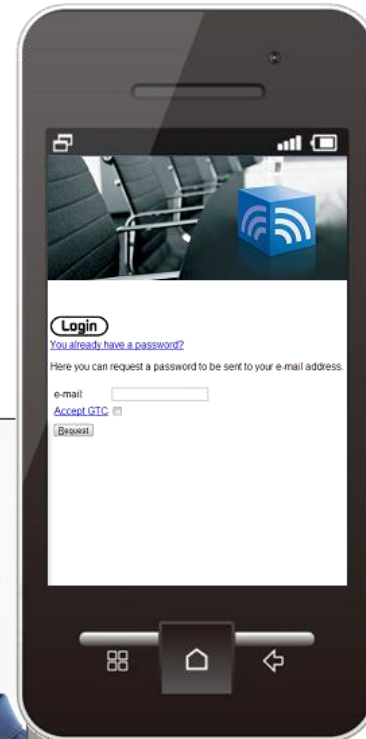 Login
You already have a password?
Here you can request a password to be sent to your e-mail address.
e-mail:
Accept GTC
Request